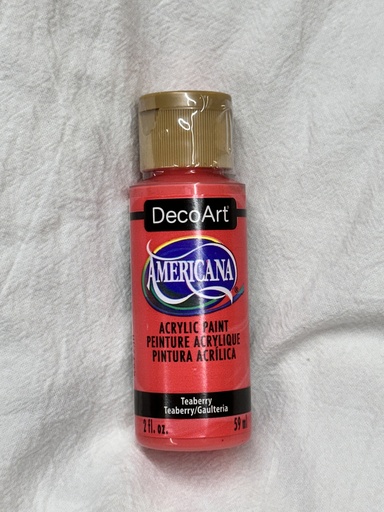 DecoArt
AMERICANA
ACRYLIC PAINT
PEINTURE ACRYLIQUE
PINTURA ACRÍLICA
Teaberry
Teaberry/Gaulteria
2 fl. oz. 59 ml